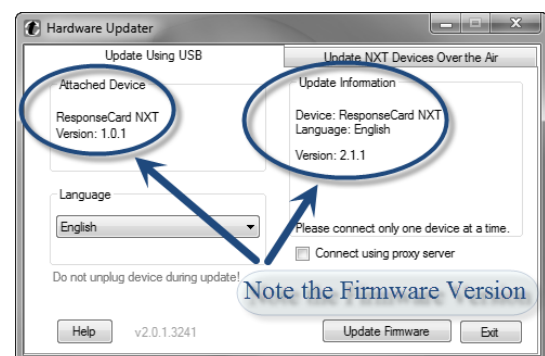 Hardware Updater
Update Using USB
Update NXT Devices Over the Air
Attached Device
ResponseCard NXT
Version: 1.0.1
Update Information
Device: ResponseCard NXT
Language: English
Version: 2.1.1
Language
English
Please connect only one device at a time.
Connect using proxy server
Do not unplug device during update!
Note the Firmware Version
Help
v2.0.1.3241
Update Firmware
Exit